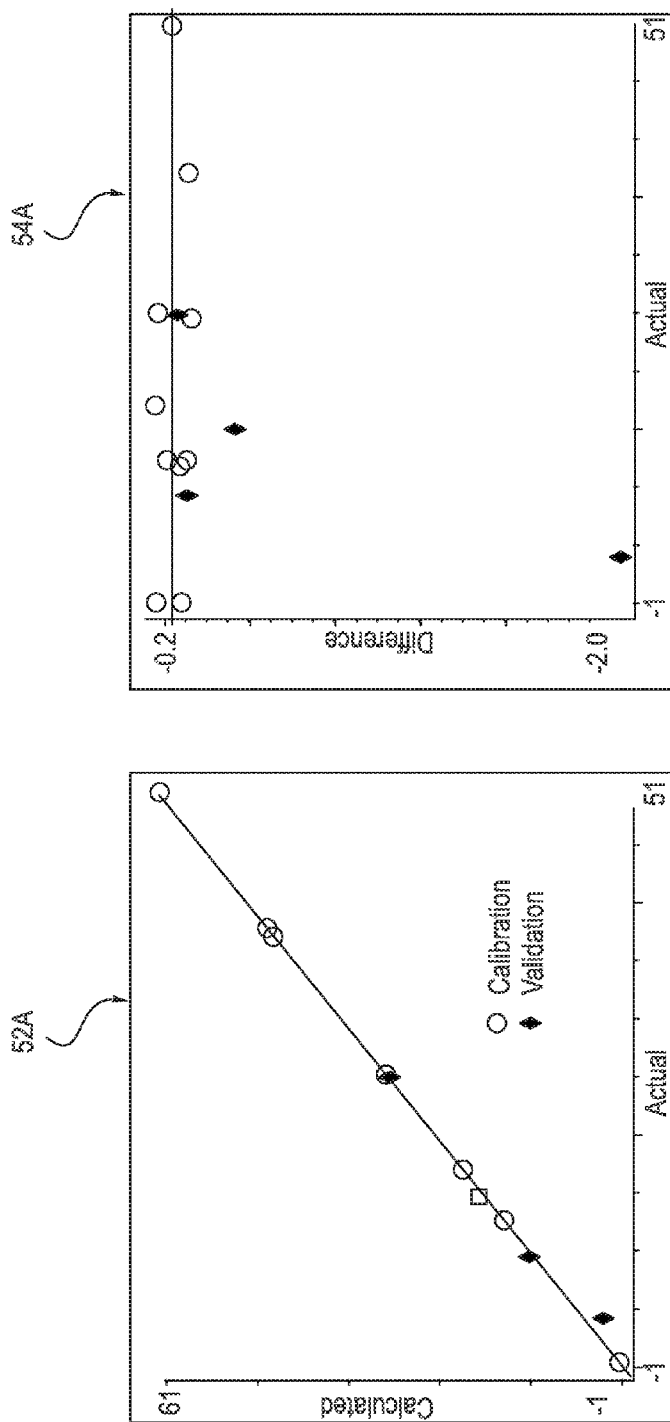 52A
61
Calculated
-1
Calibration
Validation
-1
Actual
51
54A
-0.2
Difference
-2.0
-1
Actual
51